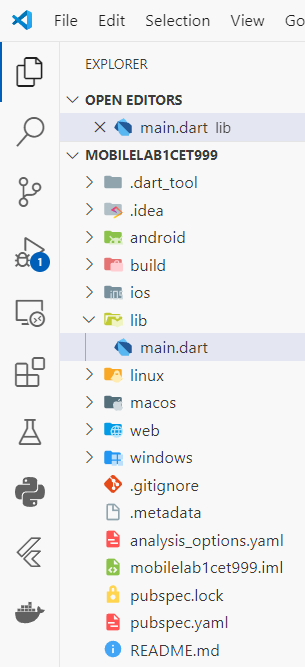 File Edit Selection View
EXPLORER
OPEN EDITORS
main.dart lib
MOBILELAB1CET999
.dart_tool
.idea
android
build
ios
lib
main.dart
linux
macos
web
windows
.gitignore
.metadata
analysis_options.yaml
mobilelab1cet999.iml
pubspec.lock
pubspec.yaml
README.md
1